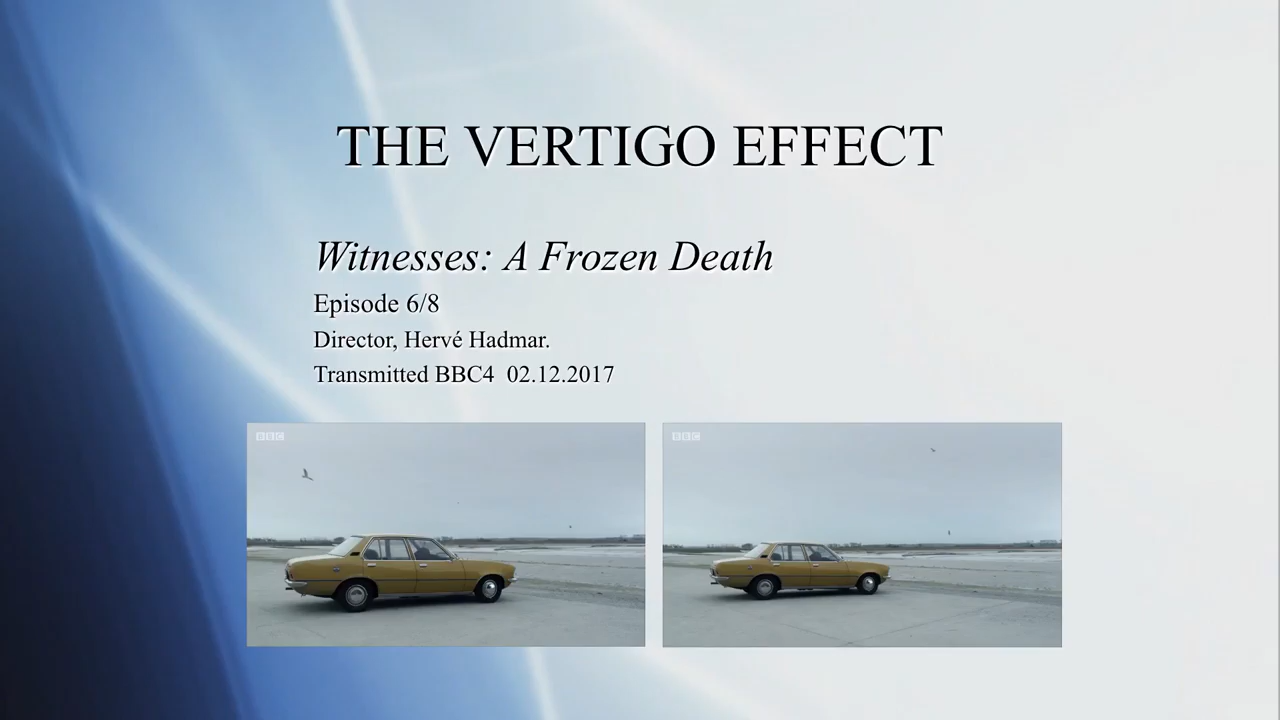 THE VERTIGO EFFECT
Witnesses: A Frozen Death
Episode 6/8
Director, Hervé Hadmar.
Transmitted BBC4 02.12.2017
BBC
BBC